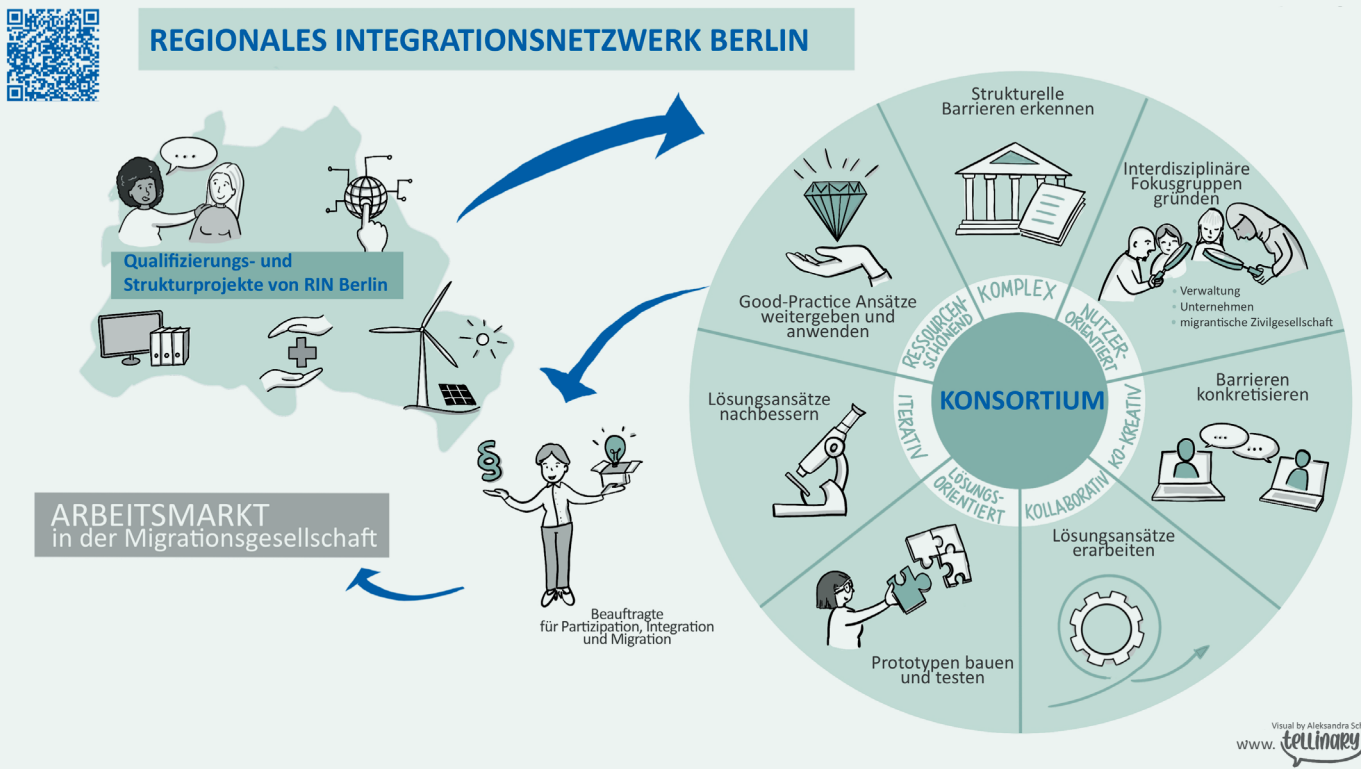 REGIONALES INTEGRATIONSNETZWERK BERLIN
Qualifizierungs- und
Strukturprojekte von RIN Berlin
ARBEITSMARKT
in der Migrationsgesellschaft
§
Beauftragte
für Partizipation, Integration
und Migration
Strukturelle
Barrieren erkennen
Interdisziplinäre
Fokusgruppen
gründen
• Verwaltung
• Unternehmen
• migrantische Zivilgesellschaft
Barrieren
konkretisieren
Lösungsansätze
erarbeiten
Prototypen bauen
und testen
Lösungsansätze
nachbessern
Good-Practice Ansätze
weitergeben und
anwenden
KOMPLEX
NUTZER-
ORIENTIERT
KO-KREATIV
KOLLABORATIV
LÖSUNGS-
ORIENTIERT
ITERATIV
RESSOURCEN-
SCHONEND
KONSORTIUM
Visual by Aleksandra
www. tellinary